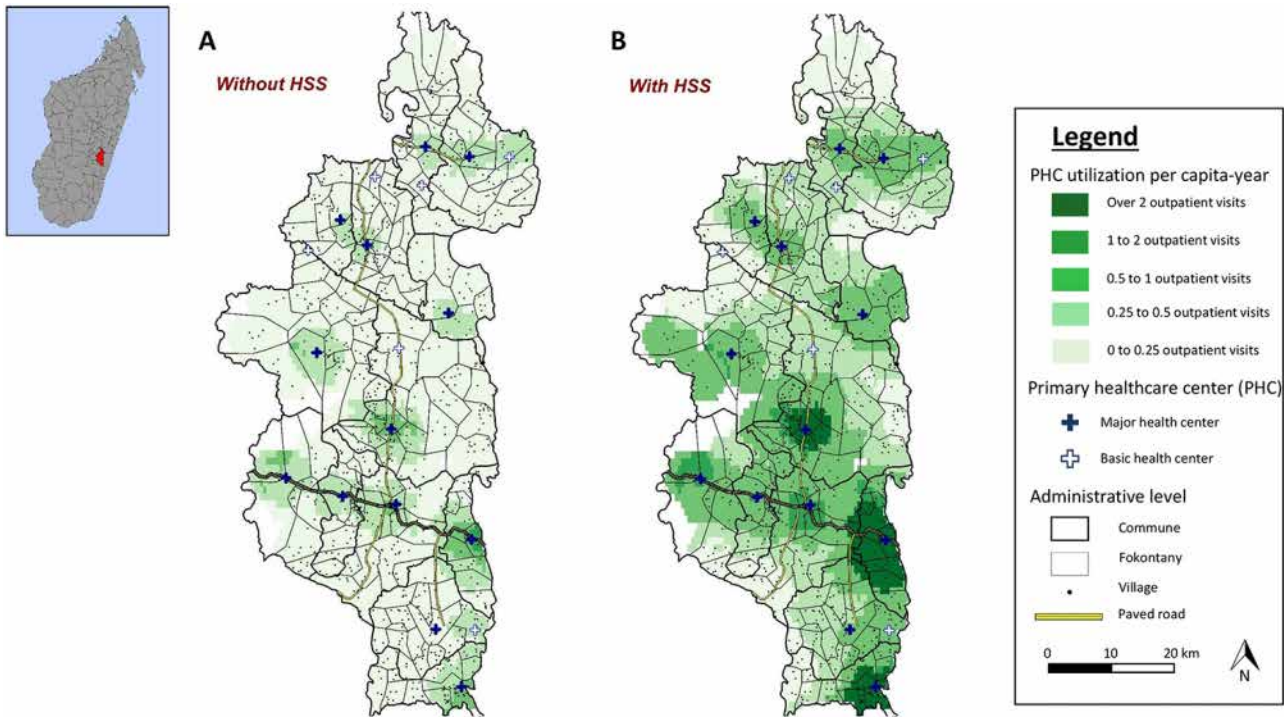 A
Without HSS
B
With HSS
Legend
PHC utilization per capita-year
Over 2 outpatient visits
1 to 2 outpatient visits
0.5 to 1 outpatient visits
0.25 to 0.5 outpatient visits
0 to 0.25 outpatient visits
Primary healthcare center (PHC)
Major health center
Basic health center
Administrative level
Commune
Fokontany
Village
Paved road
0 10 20 km
N